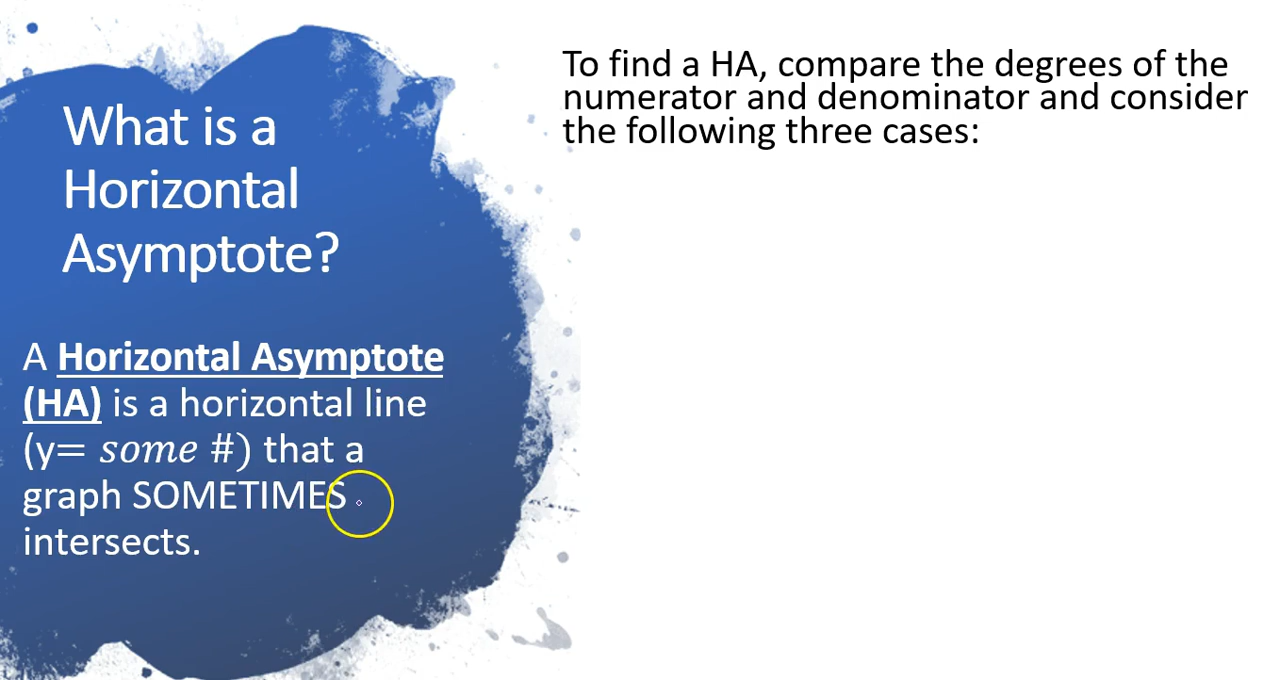 What is a
Horizontal
Asymptote?
A Horizontal Asymptote
(HA) is a horizontal line
(y= some #) that a
graph SOMETIMES
intersects.
To find a HA, compare the degrees of the
numerator and denominator and consider
the following three cases: